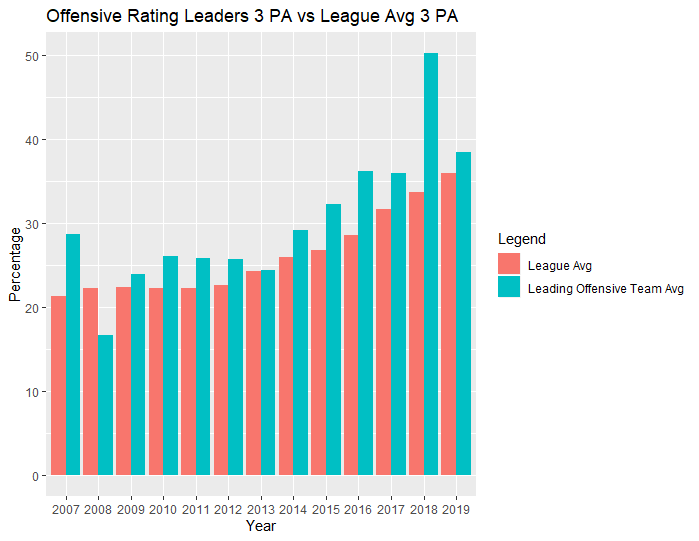 Offensive Rating Leaders 3 PA vs League Avg 3 PA
Percentage
50
40
30
20
10
0
2007 2008 2009 2010 2011 2012 2013 2014 2015 2016 2017 2018 2019
Year
Legend
League Avg
Leading Offensive Team Avg